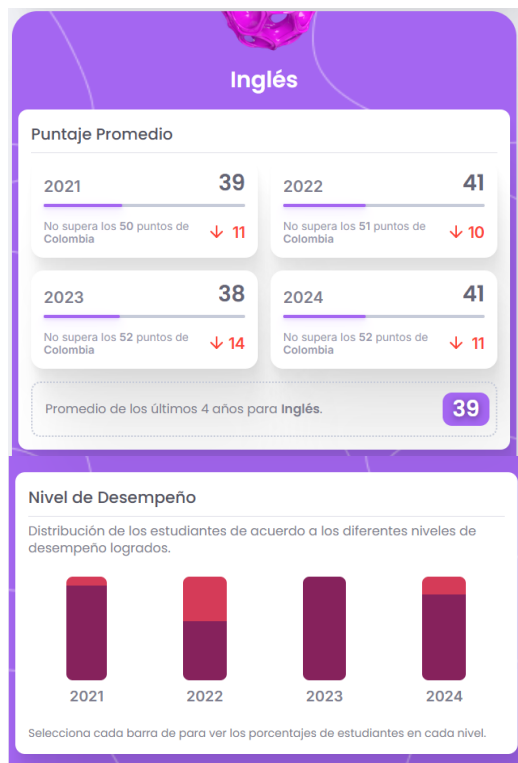 Inglés
Puntaje Promedio
2021
39
No supera los 50 puntos de
Colombia
↓ 11
2022
41
No supera los 51 puntos de
Colombia
↓ 10
2023
38
No supera los 52 puntos de
Colombia
↓ 14
2024
41
No supera los 52 puntos de
Colombia
↓ 11
Promedio de los últimos 4 años para Inglés.
39
Nivel de Desempeño
Distribución de los estudiantes de acuerdo a los diferentes niveles de
desempeño logrados.
2021 2022 2023 2024
Selecciona cada barra de para ver los porcentajes de estudiantes en cada nivel.